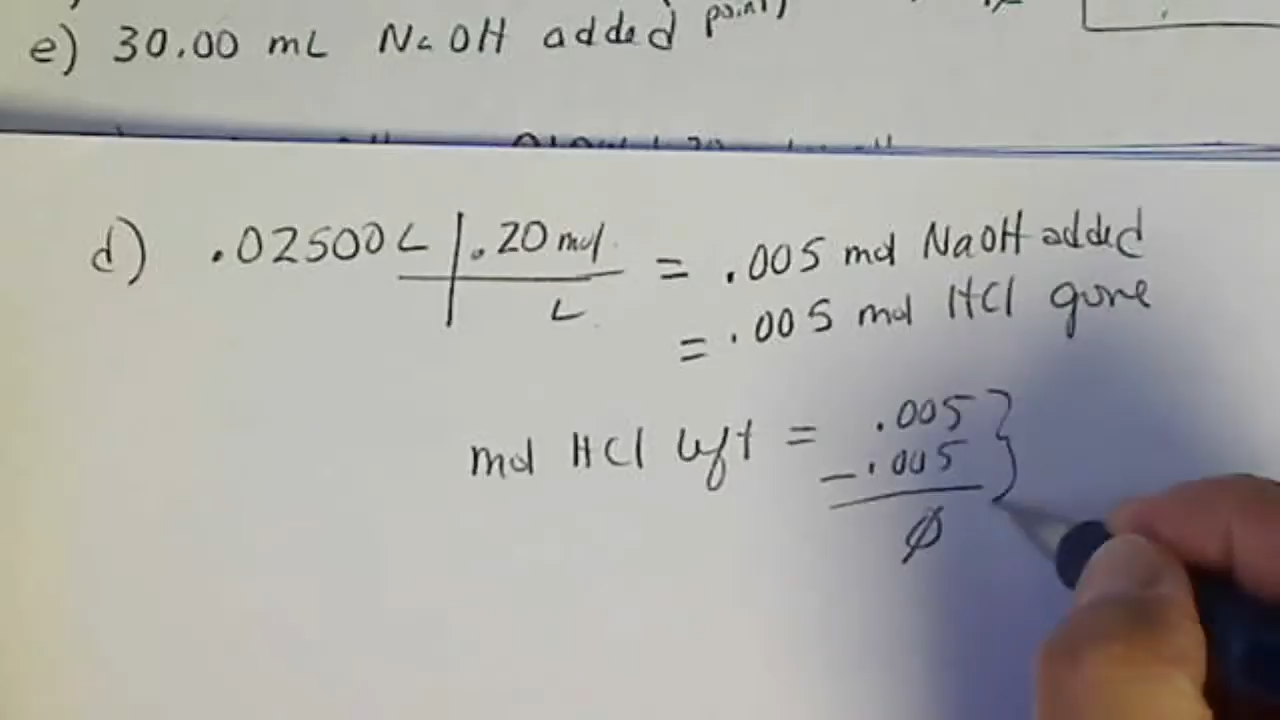 e) 30.00 mL NaOH added point)
d) .02500 L | .20 mol = .005 mol NaOH added
L
= .005 mol HCl gone
mol HCl left = .005
- .005
∅